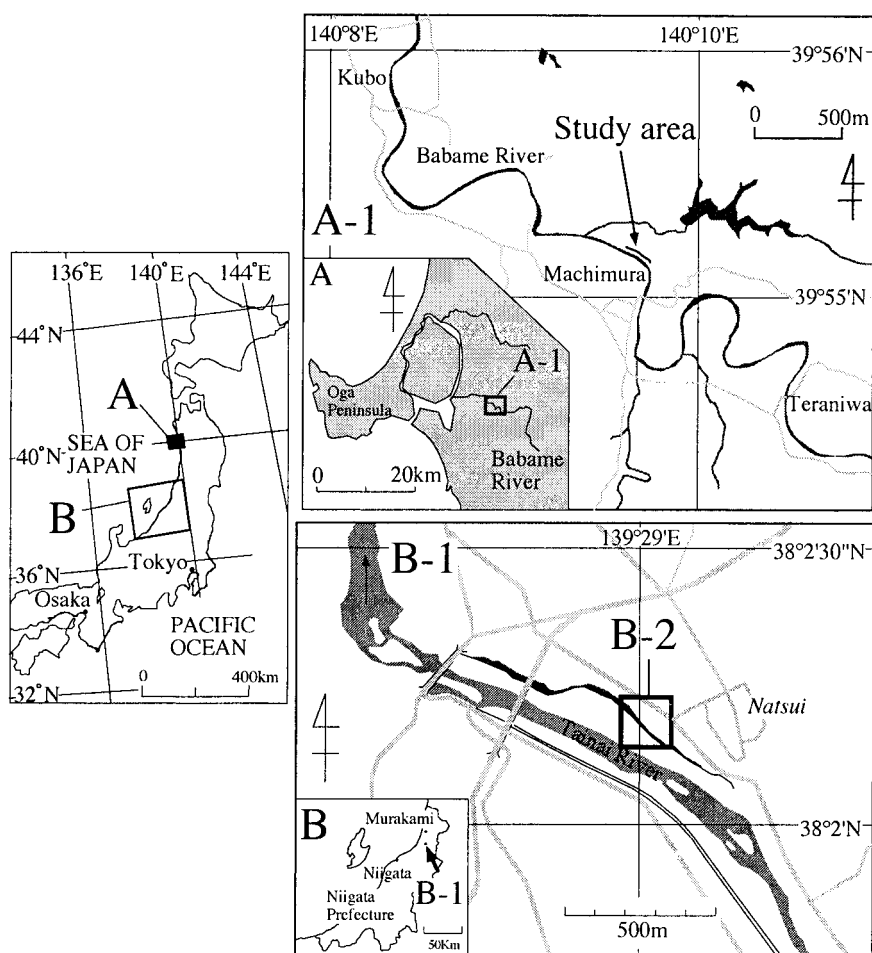 136°E
140°E
144°E
44°N
A
SEA OF
JAPAN
40°N
B
Tokyo
36°N
Osaka
PACIFIC
OCEAN
0
400km
32°N
140°8'E
140°10'E
39°56'N
Kubo
0
500m
Study area
Babame River
A-1
Machimura
39°55'N
Teraniwa
A
A-1
Oga
Peninsula
0
20km
Babame
River
139°29'E
38°2'30"N
B-1
B-2
Natsui
Tainai River
38°2'N
500m
B
Murakami
Niigata
B-1
Niigata
Prefecture
50Km